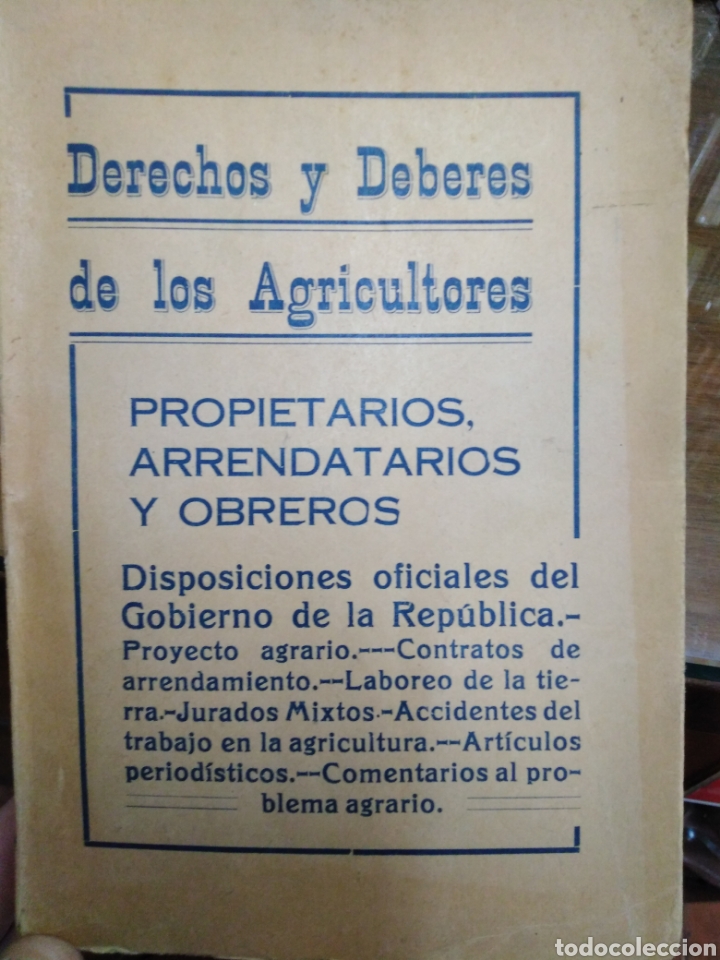 Derechos y Deberes
de los Agricultores
PROPIETARIOS,
ARRENDATARIOS
Y OBREROS
Disposiciones oficiales del
Gobierno de la República.-
Proyecto agrario.---Contratos de
arrendamiento.--Laboreo de la tie-
rra.-Jurados Mixtos.-Accidentes del
trabajo en la agricultura.--Artículos
periodísticos.--Comentarios al pro-
blema agrario.
todocoleccion